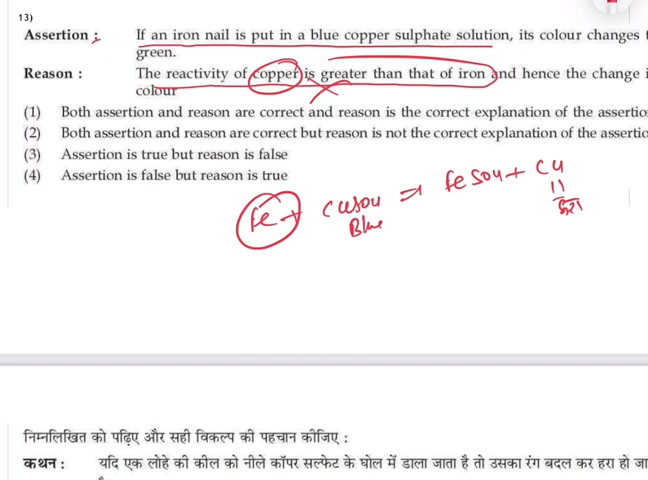 13)
Assertion : If an iron nail is put in a blue copper sulphate solution, its colour changes t
green.
Reason : The reactivity of copper is greater than that of iron and hence the change i
colour
(1) Both assertion and reason are correct and reason is the correct explanation of the assertio
(2) Both assertion and reason are correct but reason is not the correct explanation of the assertio
(3) Assertion is true but reason is false
(4) Assertion is false but reason is true
Fe + CuSO4 ⇒ FeSO4 + Cu
Blue
निम्नलिखित को पढ़िए और सही विकल्प की पहचान कीजिए :
कथन : यदि एक लोहे की कील को नीले कॉपर सल्फेट के घोल में डाला जाता है तो उसका रंग बदल कर हरा हो जा